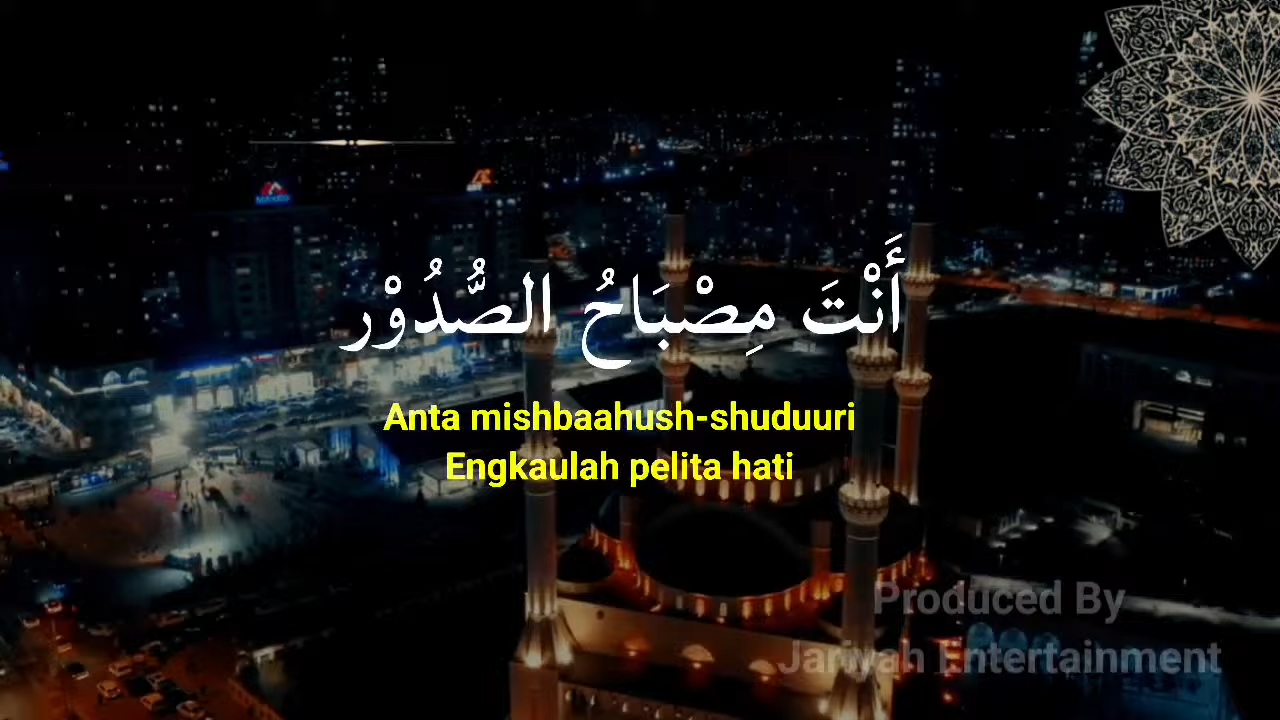 أَنْتَ مِصْبَاحُ الصُّدُوْر
Anta mishbaahush-shuduuri
Engkaulah pelita hati
Produced By
Jariyah Entertainment